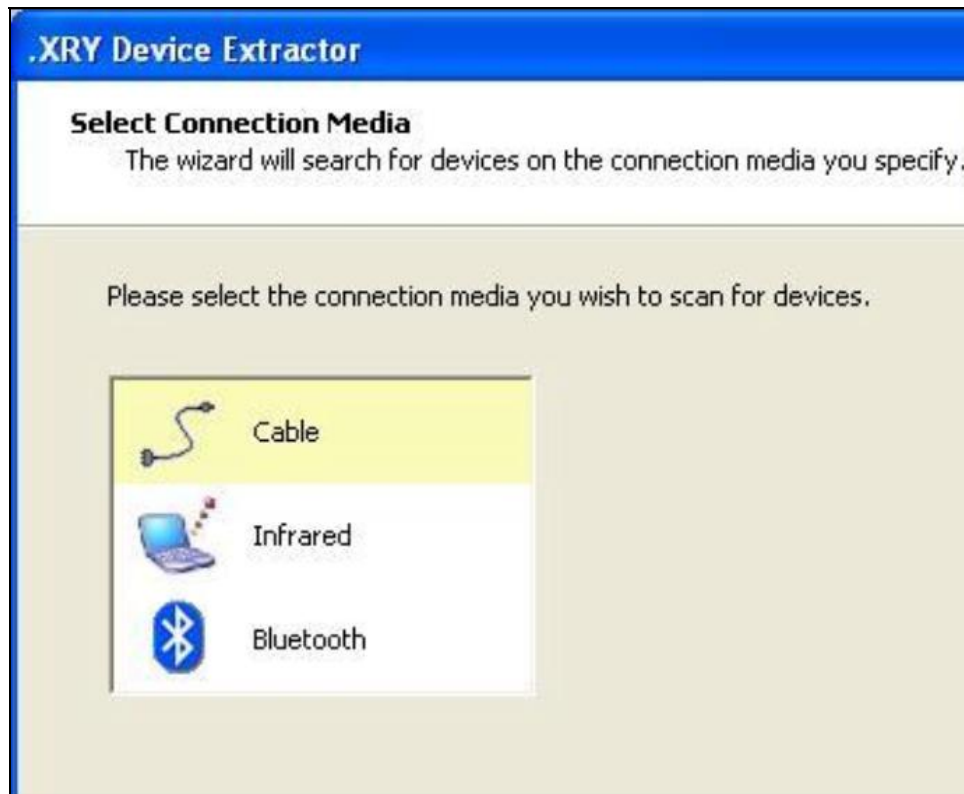 .XRY Device Extractor
Select Connection Media
The wizard will search for devices on the connection media you specify.
Please select the connection media you wish to scan for devices.
Cable
Infrared
Bluetooth